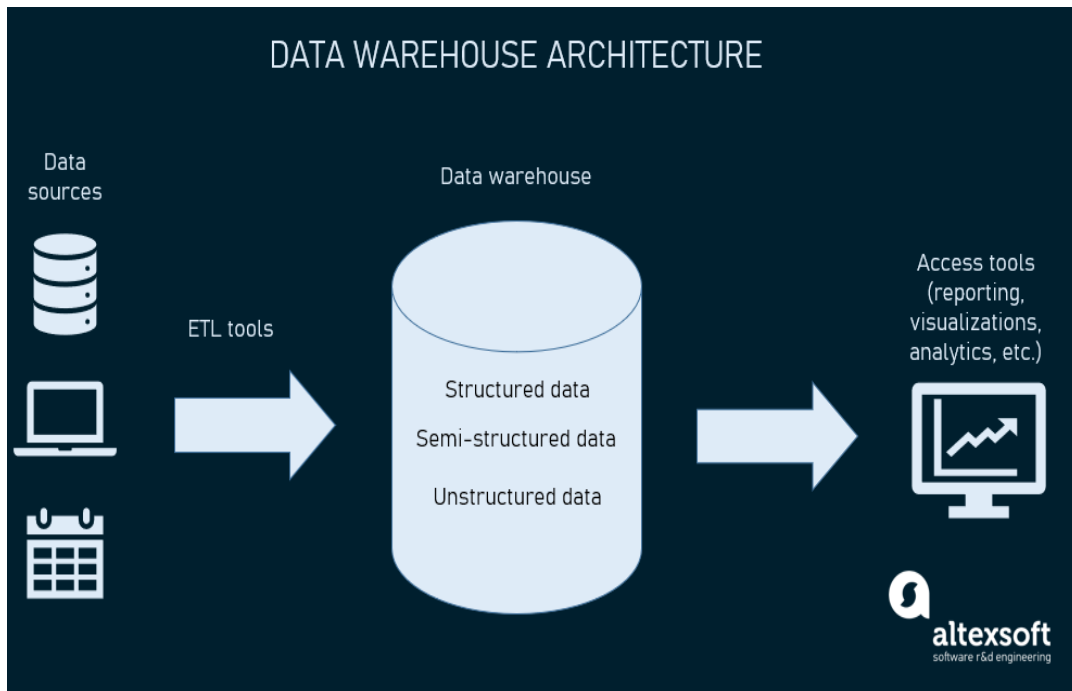 DATA WAREHOUSE ARCHITECTURE
Data
sources
ETL tools
Data warehouse
Structured data
Semi-structured data
Unstructured data
Access tools
(reporting,
visualizations,
analytics, etc.)
altexsoft
software r&d engineering